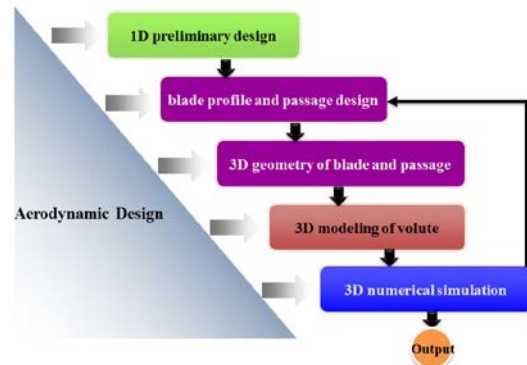 1D preliminary design
blade profile and passage design
3D geometry of blade and passage
Aerodynamic Design
3D modeling of volute
3D numerical simulation
Output